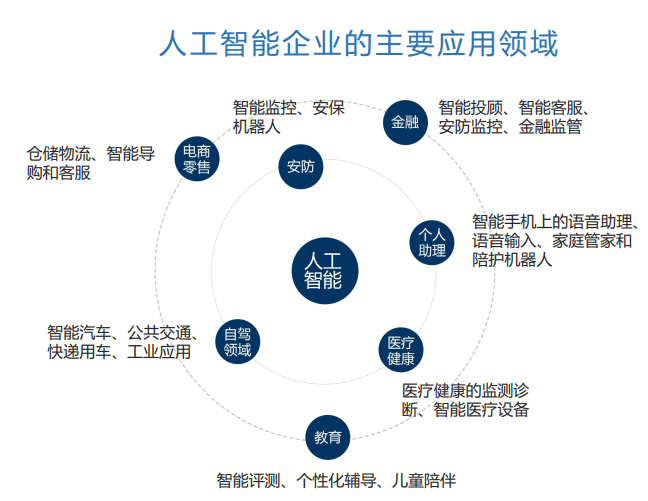 人工智能企业的主要应用领域
智能监控、安保
机器人
安防
金融
智能投顾、智能客服、
安防监控、金融监管
仓储物流、智能导
购和客服
电商
零售
个人
助理
智能手机上的语音助理、
语音输入、家庭管家和
陪护机器人
人工
智能
智能汽车、公共交通、
快递用车、工业应用
自驾
领域
医疗
健康
医疗健康的监测诊
断、智能医疗设备
教育
智能评测、个性化辅导、儿童陪伴